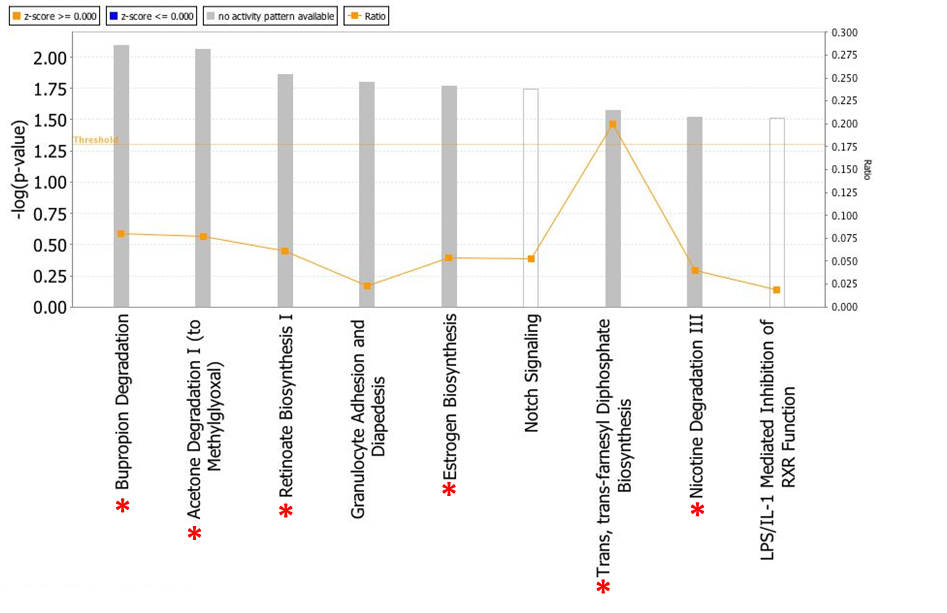 z-score >= 0.000
z-score <= 0.000
no activity pattern available
Ratio
-log(p-value)
2.00
1.75
1.50
1.25
1.00
0.75
0.50
0.25
0.00
Threshold
0.300
0.275
0.250
0.225
0.200
0.175
0.150
0.125
0.100
0.075
0.050
0.025
0.000
Ratio
* Bupropion Degradation
* Acetone Degradation I (to
Methylglyoxal)
* Retinoate Biosynthesis I
Granulocyte Adhesion and
Diapedesis
* Estrogen Biosynthesis
Notch Signaling
* Trans, trans-farnesyl Diphosphate
Biosynthesis
* Nicotine Degradation III
LPS/IL-1 Mediated Inhibition of
RXR Function